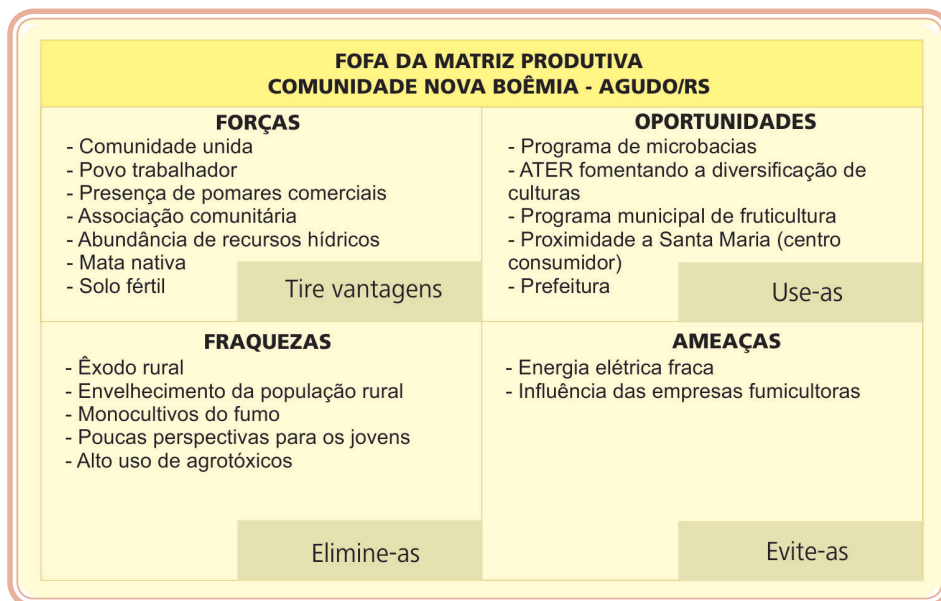 FOFA DA MATRIZ PRODUTIVA
COMUNIDADE NOVA BOÊMIA - AGUDO/RS
FORÇAS
- Comunidade unida
- Povo trabalhador
- Presença de pomares comerciais
- Associação comunitária
- Abundância de recursos hídricos
- Mata nativa
- Solo fértil
Tire vantagens
OPORTUNIDADES
- Programa de microbacias
- ATER fomentando a diversificação de
culturas
- Programa municipal de fruticultura
- Proximidade a Santa Maria (centro
consumidor)
- Prefeitura
Use-as
FRAQUEZAS
- Êxodo rural
- Envelhecimento da população rural
- Monocultivos do fumo
- Poucas perspectivas para os jovens
- Alto uso de agrotóxicos
Elimine-as
AMEAÇAS
- Energia elétrica fraca
- Influência das empresas fumicultoras
Evite-as